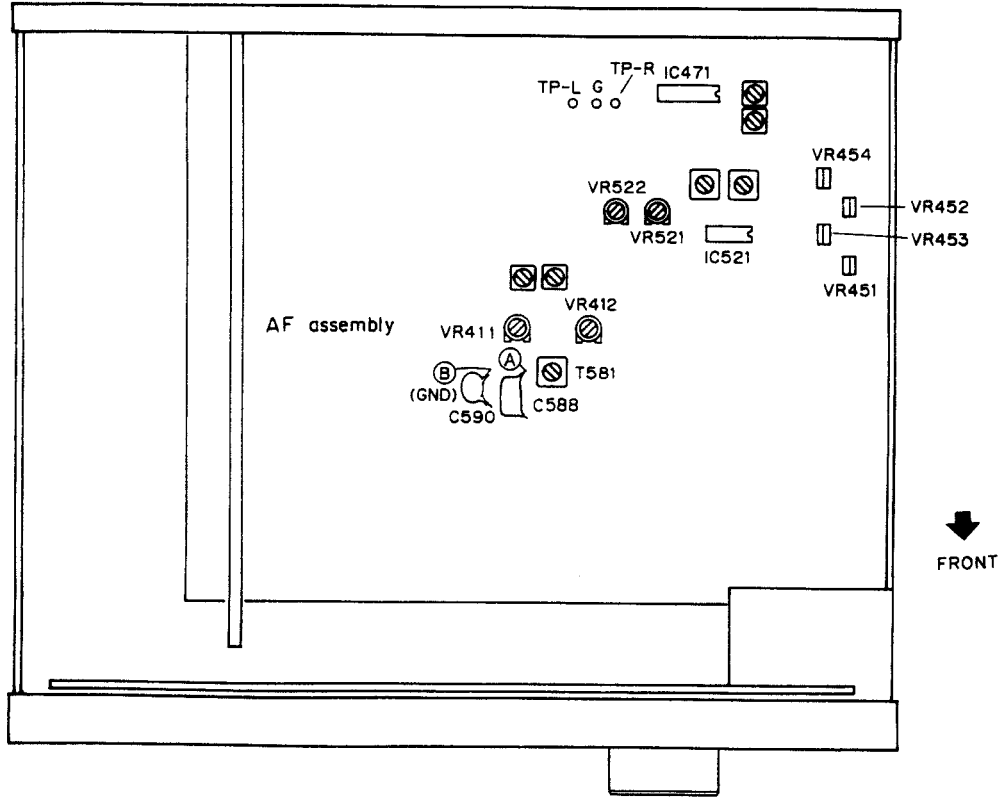 TP-R
IC471
TP-L G
VR454
VR522
VR452
VR521
VR453
IC521
VR451
VR412
AF assembly
VR411
A
B
T581
(GND)
C588
C590
FRONT